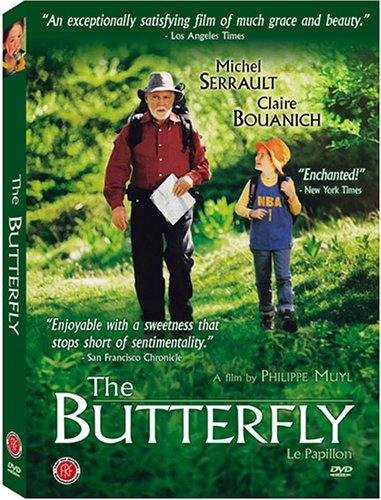 "An exceptionally satisfying film of much grace and beauty."
- Los Angeles Times
Michel
SERRAULT
Claire
BOUANICH
"Enchanted!"
- New York Times
NBA
"Enjoyable with a sweetness that
stops short of sentimentality."
- San Francisco Chronicle
A film by PHILIPPE MUYL
The
BUTTERFLY
Le Papillon
DVD
The BUTTERFLY
FRF
DVD